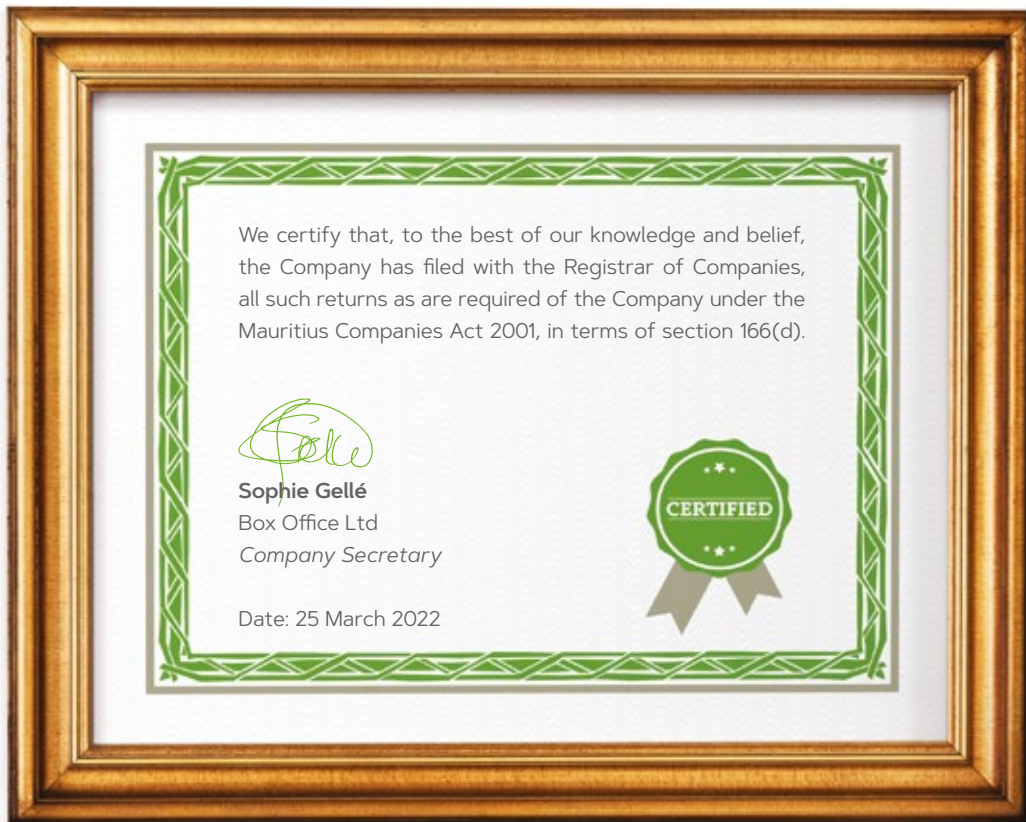 We certify that, to the best of our knowledge and belief,
the Company has filed with the Registrar of Companies,
all such returns as are required of the Company under the
Mauritius Companies Act 2001, in terms of section 166(d).
Gellé
Sophie Gellé
Box Office Ltd
Company Secretary
CERTIFIED
Date: 25 March 2022